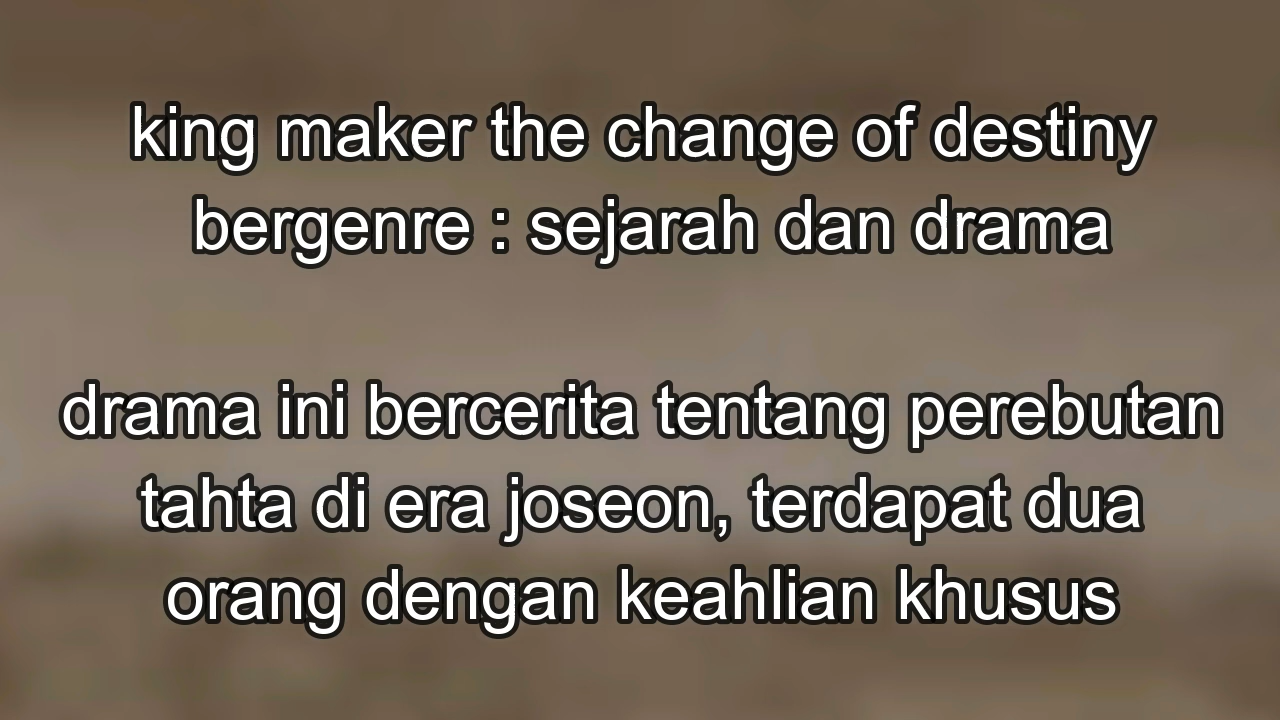 king maker the change of destiny
bergenre : sejarah dan drama
drama ini bercerita tentang perebutan
tahta di era joseon, terdapat dua
orang dengan keahlian khusus